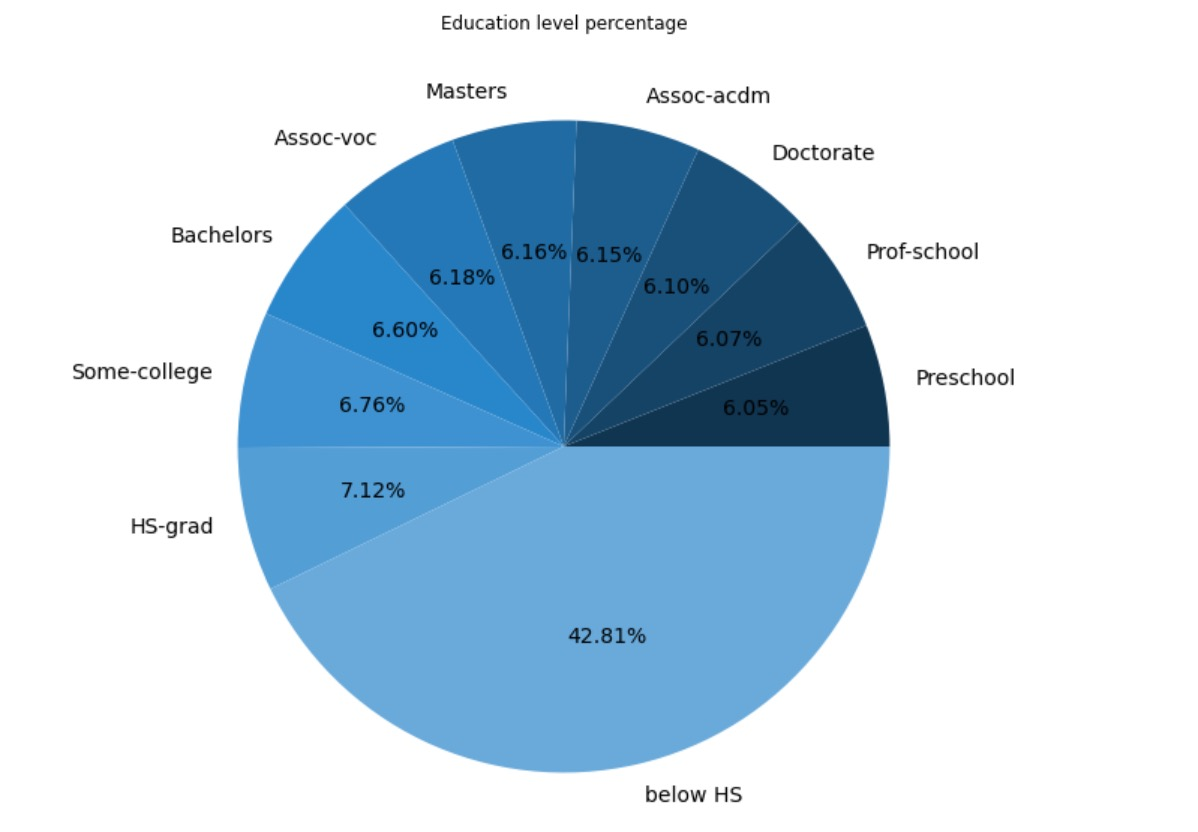 Education level percentage
Masters
Assoc-acdm
Assoc-voc
Doctorate
Bachelors
Prof-school
6.16%
6.15%
6.18%
6.10%
6.60%
6.07%
Some-college
Preschool
6.76%
6.05%
7.12%
HS-grad
42.81%
below HS